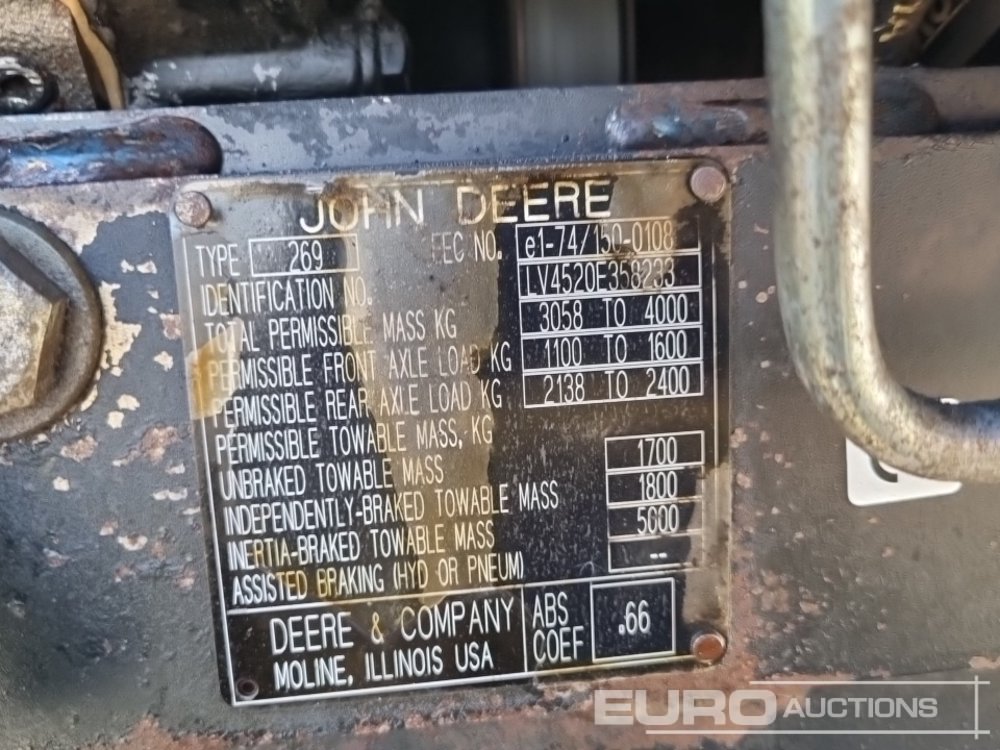 JOHN DEERE
TYPE 269 EEC NO. e1-74/150-0108
IDENTIFICATION NO. LV4520E358233
TOTAL PERMISSIBLE MASS KG 3058 TO 4000
PERMISSIBLE FRONT AXLE LOAD KG 1100 TO 1600
PERMISSIBLE REAR AXLE LOAD KG 2138 TO 2400
PERMISSIBLE TOWABLE MASS, KG
UNBRAKED TOWABLE MASS 1700
INDEPENDENTLY-BRAKED TOWABLE MASS 1800
INERTIA-BRAKED TOWABLE MASS 5000
ASSISTED BRAKING (HYD OR PNEUM) --
DEERE & COMPANY ABS
MOLINE, ILLINOIS USA COEF .66
EURO AUCTIONS